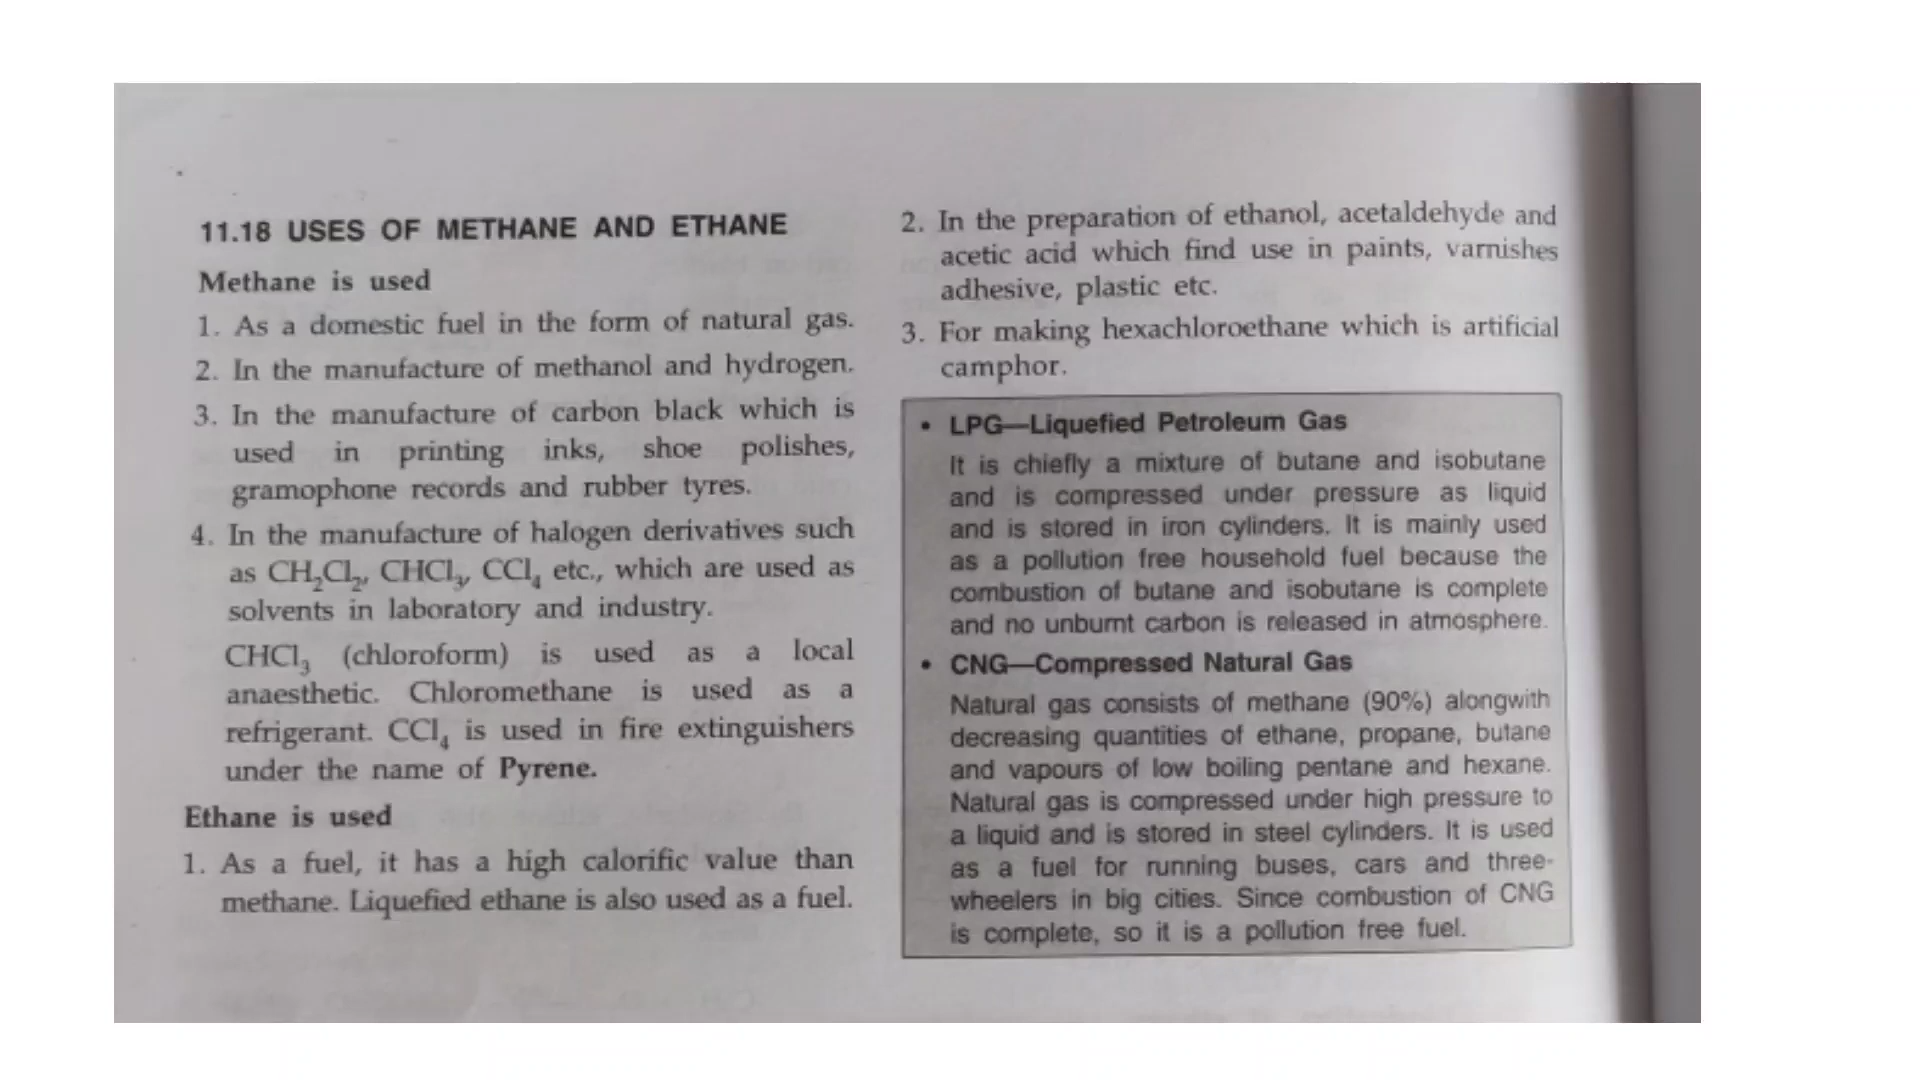 11.18 USES OF METHANE AND ETHANE
Methane is used
1. As a domestic fuel in the form of natural gas.
2. In the manufacture of methanol and hydrogen.
3. In the manufacture of carbon black which is
used in printing inks, shoe polishes,
gramophone records and rubber tyres.
4. In the manufacture of halogen derivatives such
as CH₂Cl₂, CHCl₃, CCl₄ etc., which are used as
solvents in laboratory and industry.
CHCl₃ (chloroform) is used as a local
anaesthetic. Chloromethane is used as a
refrigerant. CCl₄ is used in fire extinguishers
under the name of Pyrene.
Ethane is used
1. As a fuel, it has a high calorific value than
methane. Liquefied ethane is also used as a fuel.
2. In the preparation of ethanol, acetaldehyde and
acetic acid which find use in paints, varnishes
adhesive, plastic etc.
3. For making hexachloroethane which is artificial
camphor.
• LPG—Liquefied Petroleum Gas
It is chiefly a mixture of butane and isobutane
and is compressed under pressure as liquid
and is stored in iron cylinders. It is mainly used
as a pollution free household fuel because the
combustion of butane and isobutane is complete
and no unburnt carbon is released in atmosphere.
• CNG—Compressed Natural Gas
Natural gas consists of methane (90%) alongwith
decreasing quantities of ethane, propane, butane
and vapours of low boiling pentane and hexane.
Natural gas is compressed under high pressure to
a liquid and is stored in steel cylinders. It is used
as a fuel for running buses, cars and three-
wheelers in big cities. Since combustion of CNG
is complete, so it is a pollution free fuel.